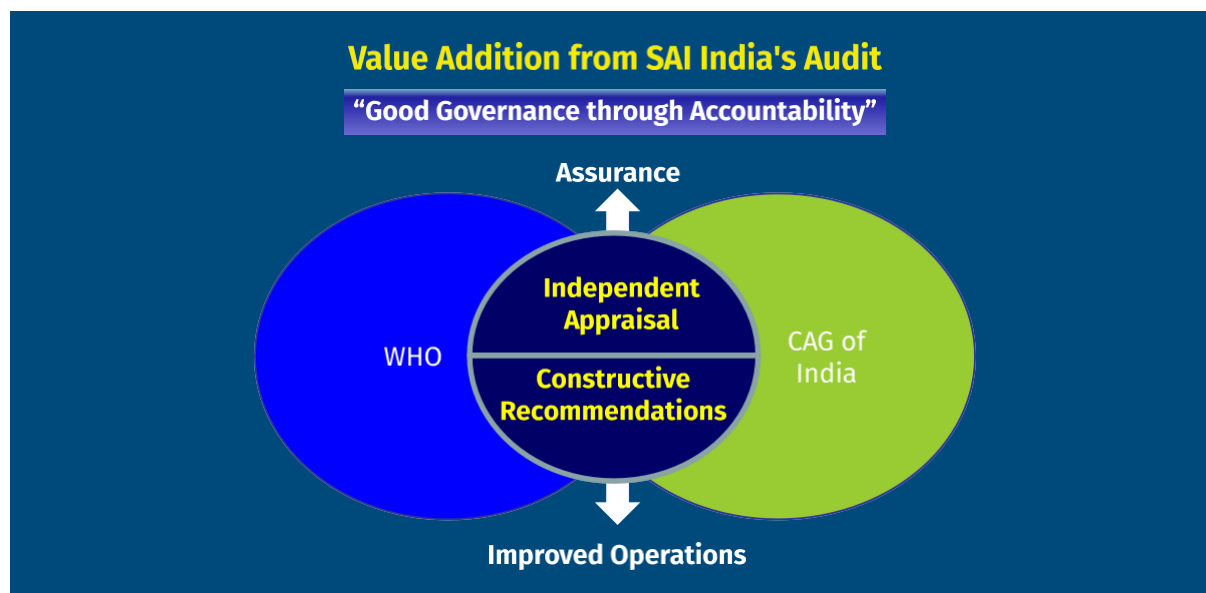 Value Addition from SAI India's Audit
“Good Governance through Accountability”
Assurance
Independent
Appraisal
WHO
CAG of
India
Constructive
Recommendations
Improved Operations